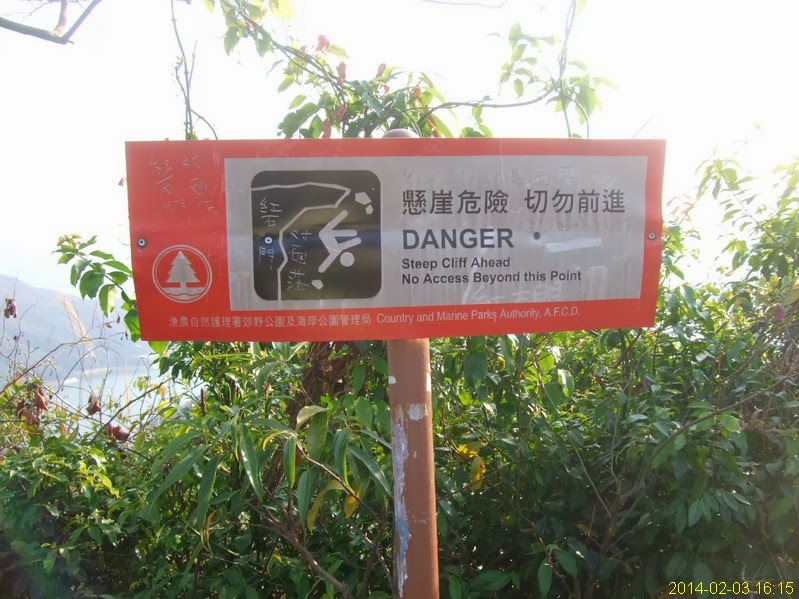 懸崖危險 切勿前進
DANGER
Steep Cliff Ahead
No Access Beyond this Point
漁農自然護理署郊野公園及海岸公園管理局 Country and Marine Parks Authority, A.F.C.D.
2014-02-03 16:15